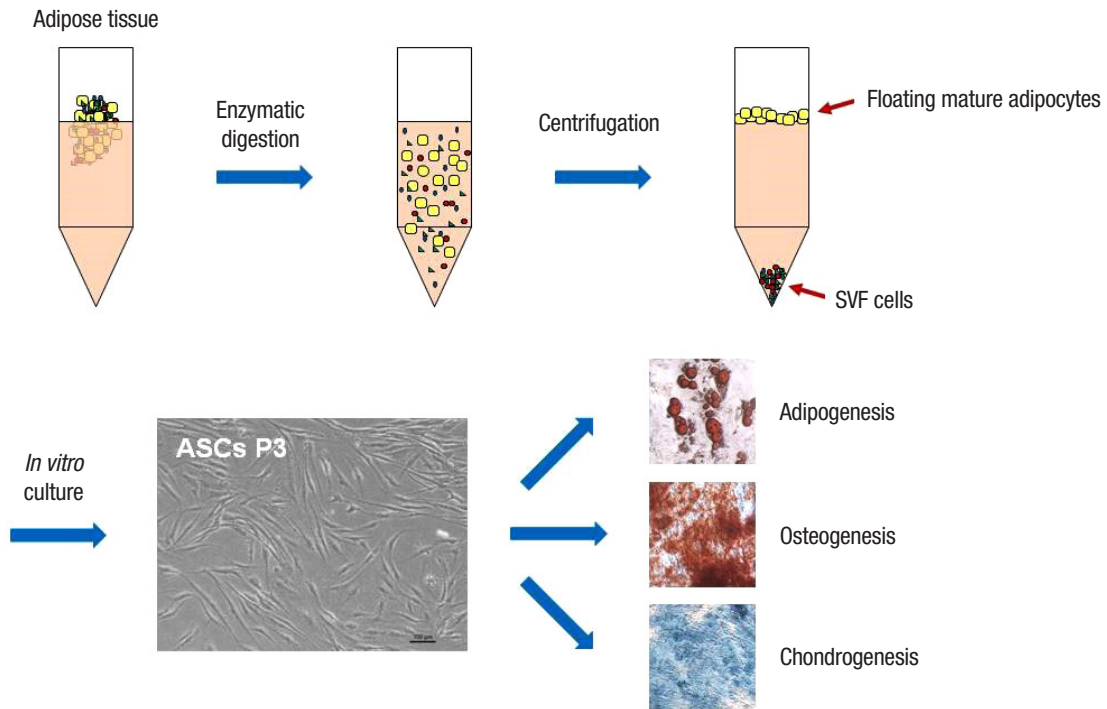 Adipose tissue
Enzymatic
digestion
Centrifugation
Floating mature adipocytes
SVF cells
In vitro
culture
ASCs P3
Adipogenesis
Osteogenesis
Chondrogenesis